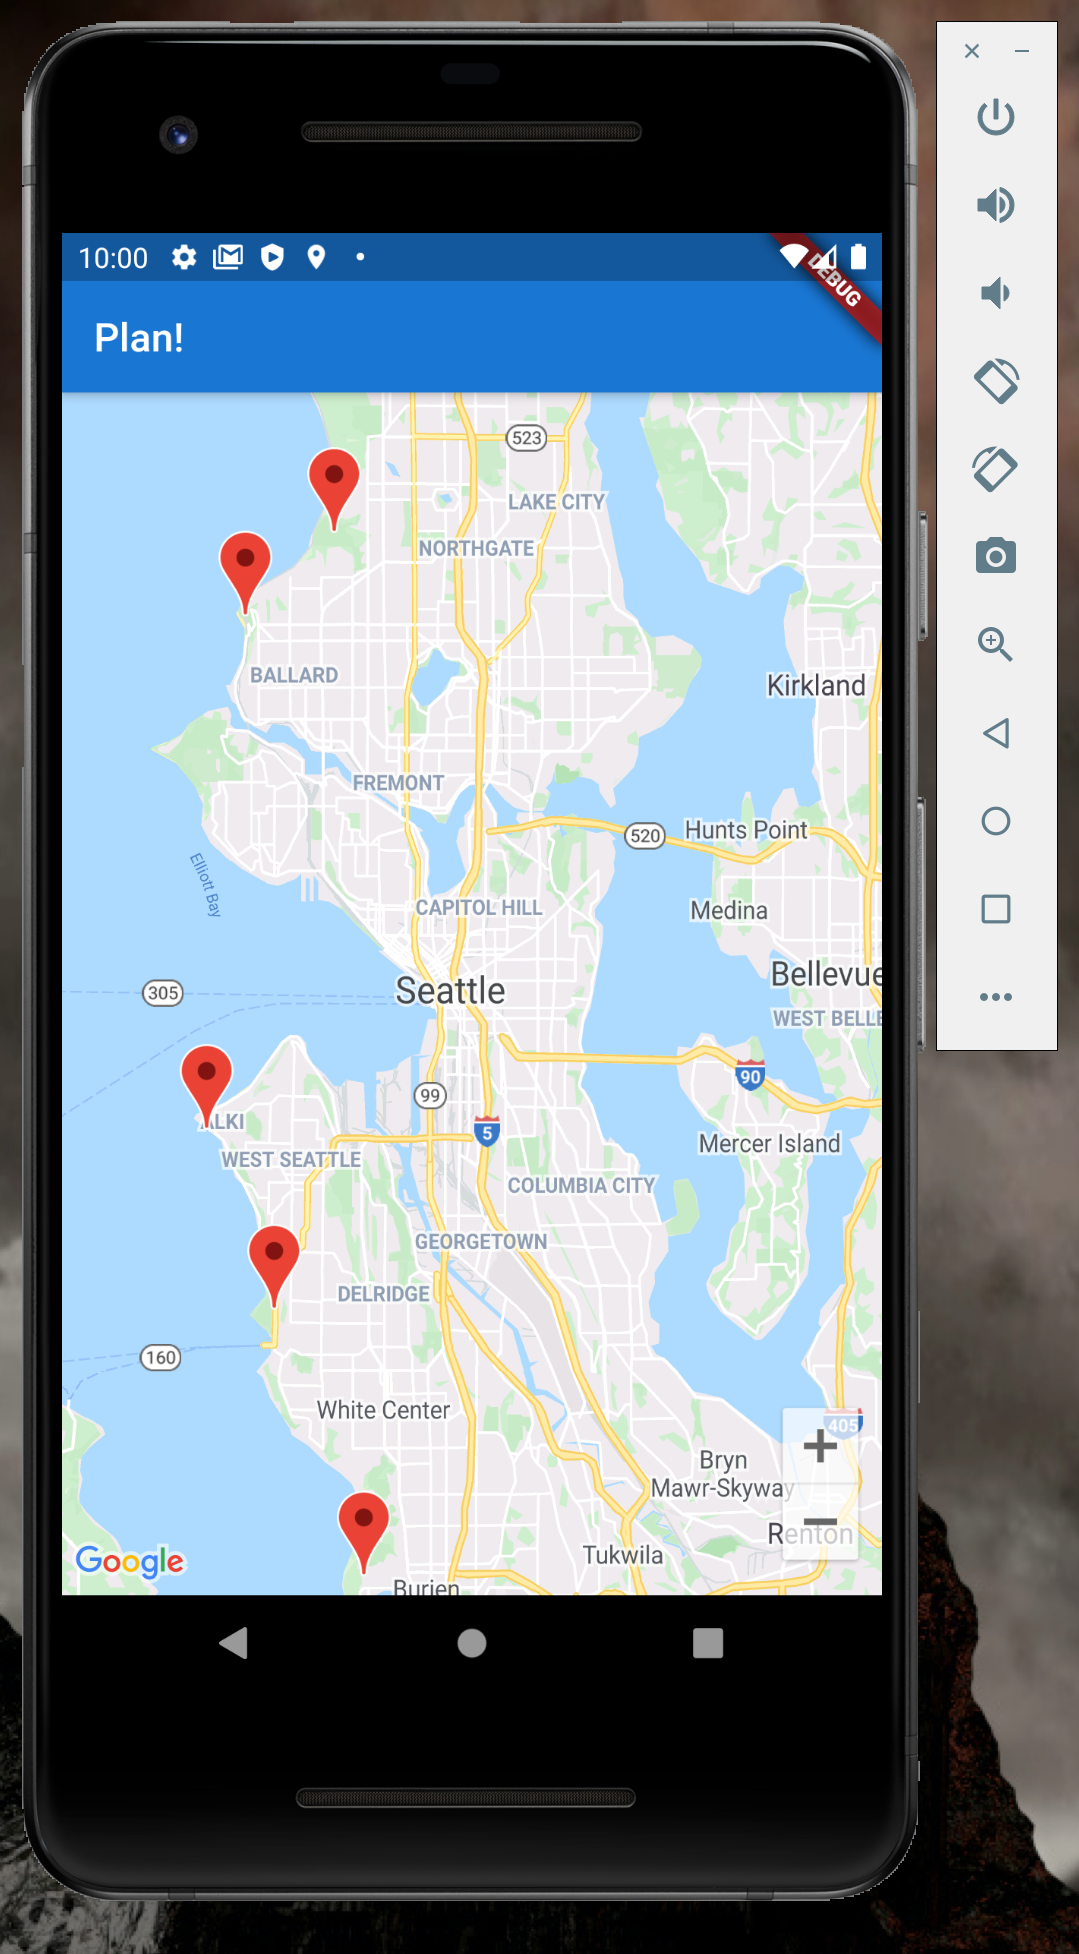 10:00
DEBUG
Plan!
523
LAKE CITY
NORTHGATE
BALLARD
Kirkland
FREMONT
520
Hunts Point
Elliott Bay
CAPITOL HILL
Medina
Seattle
Bellevue
305
WEST BELLE
90
99
ALKI
5
Mercer Island
WEST SEATTLE
COLUMBIA CITY
GEORGETOWN
DELRIDGE
160
White Center
405
Bryn
Mawr-Skyway
Renton
Tukwila
Google
Burien